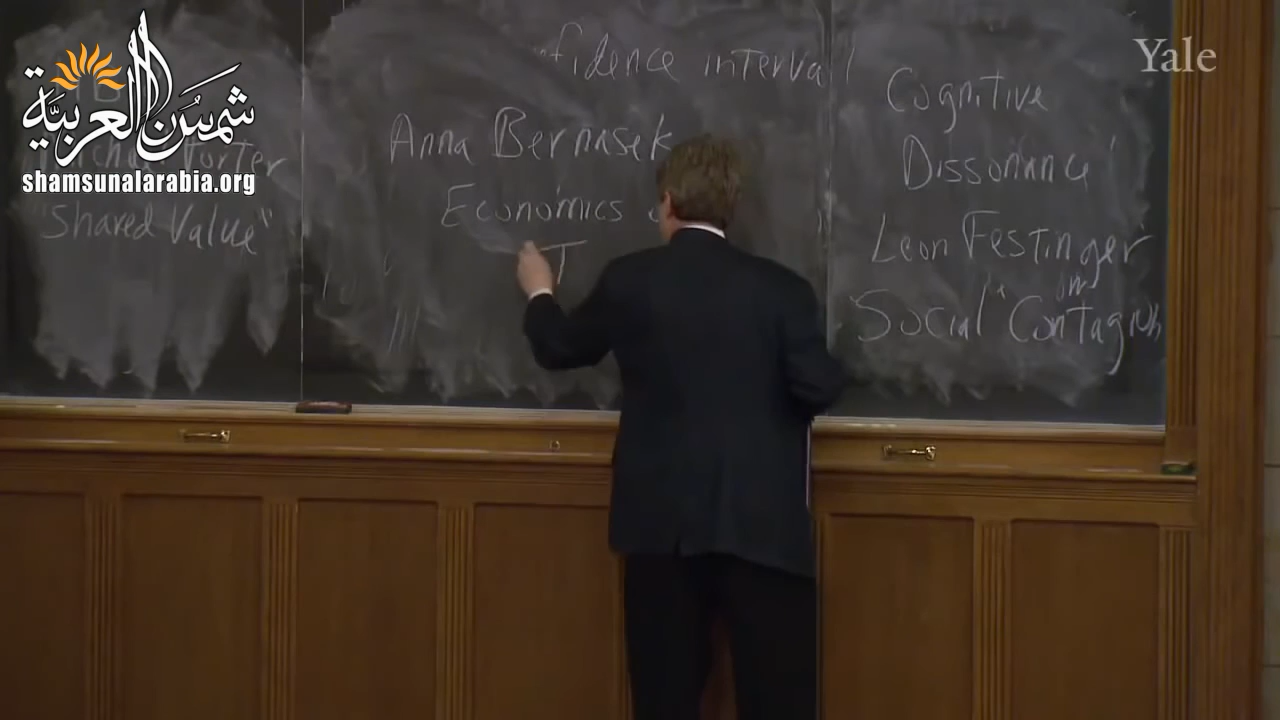 شمس العربية
shamsunalarabia.org
Yale
Porter
"Shared Value"
fidence interval
Anna Bernasek
Economics
T
Cognitive
Dissonance
Leon Festinger
on
"Social" Contagion